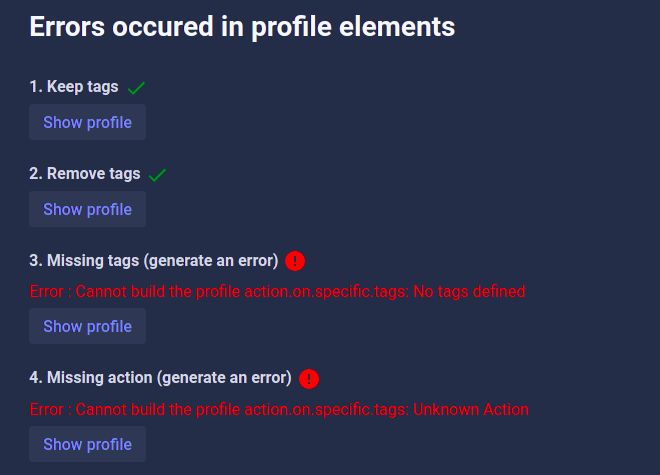 Errors occured in profile elements
1. Keep tags
Show profile
2. Remove tags
Show profile
3. Missing tags (generate an error)
Error : Cannot build the profile action.on.specific.tags: No tags defined
Show profile
4. Missing action (generate an error)
Error : Cannot build the profile action.on.specific.tags: Unknown Action
Show profile